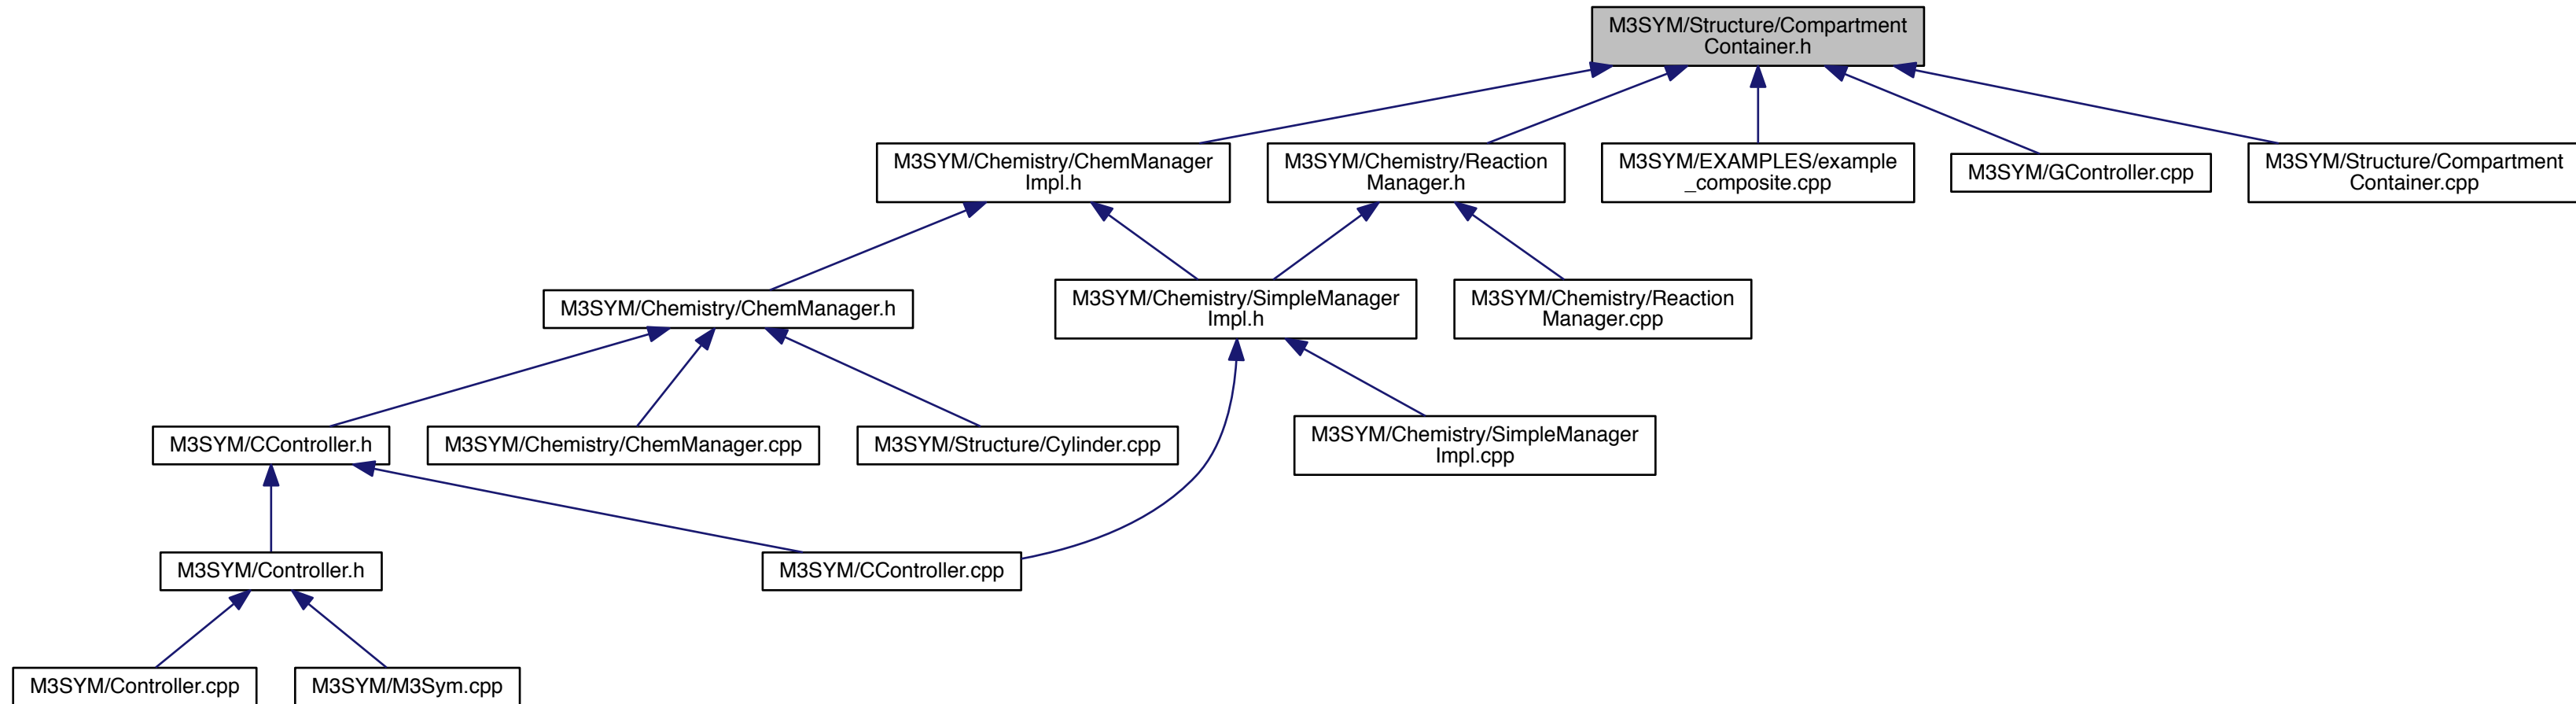 M3SYM/Structure/Compartment
Container.h
M3SYM/Chemistry/ChemManager
Impl.h
M3SYM/Chemistry/Reaction
Manager.h
M3SYM/EXAMPLES/example
_composite.cpp
M3SYM/GController.cpp
M3SYM/Structure/Compartment
Container.cpp
M3SYM/Chemistry/ChemManager.h
M3SYM/Chemistry/SimpleManager
Impl.h
M3SYM/Chemistry/Reaction
Manager.cpp
M3SYM/CController.h
M3SYM/Chemistry/ChemManager.cpp
M3SYM/Structure/Cylinder.cpp
M3SYM/Chemistry/SimpleManager
Impl.cpp
M3SYM/Controller.h
M3SYM/CController.cpp
M3SYM/Controller.cpp
M3SYM/M3Sym.cpp